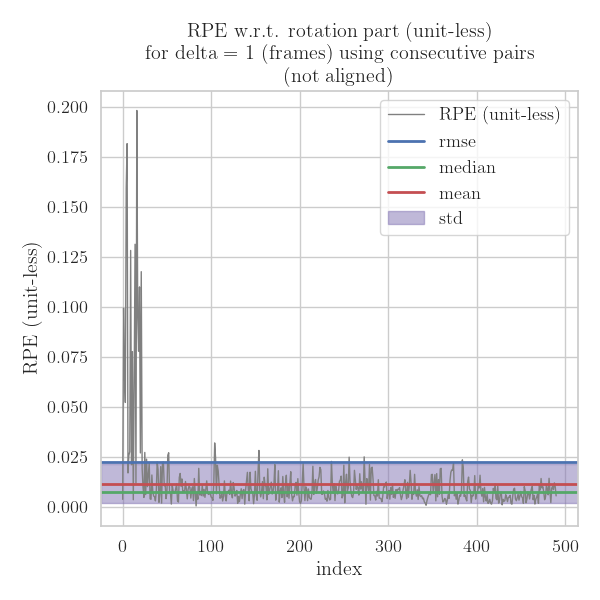 RPE w.r.t. rotation part (unit-less)
for delta = 1 (frames) using consecutive pairs
(not aligned)
RPE (unit-less)
rmse
median
mean
std
RPE (unit-less)
0.200
0.175
0.150
0.125
0.100
0.075
0.050
0.025
0.000
0 100 200 300 400 500
index